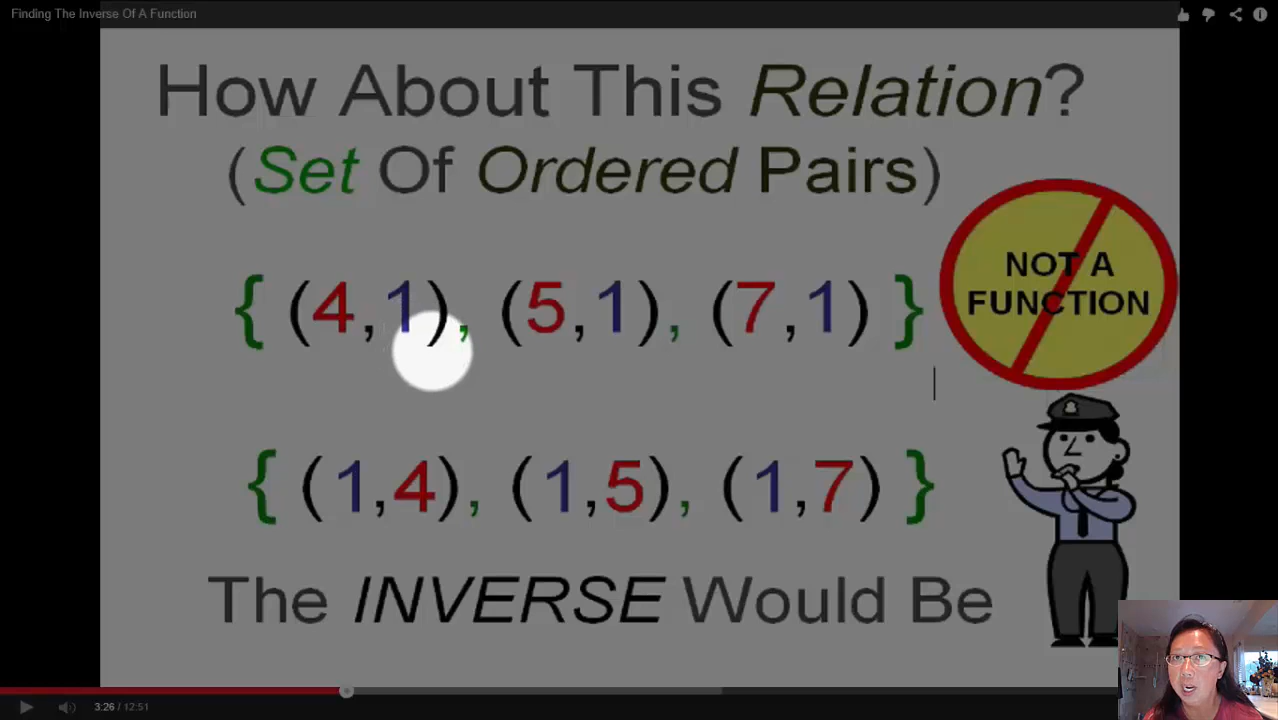 Finding The Inverse Of A Function
How About This Relation?
(Set Of Ordered Pairs)
{ (4,1), (5,1), (7,1) }
NOT A
FUNCTION
{ (1,4), (1,5), (1,7) }
The INVERSE Would Be
3:26 / 12:51